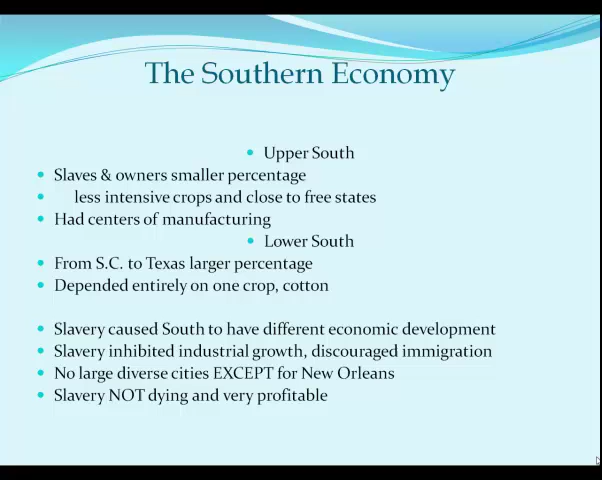 The Southern Economy
• Upper South
• Slaves & owners smaller percentage
• less intensive crops and close to free states
• Had centers of manufacturing
• Lower South
• From S.C. to Texas larger percentage
• Depended entirely on one crop, cotton
• Slavery caused South to have different economic development
• Slavery inhibited industrial growth, discouraged immigration
• No large diverse cities EXCEPT for New Orleans
• Slavery NOT dying and very profitable